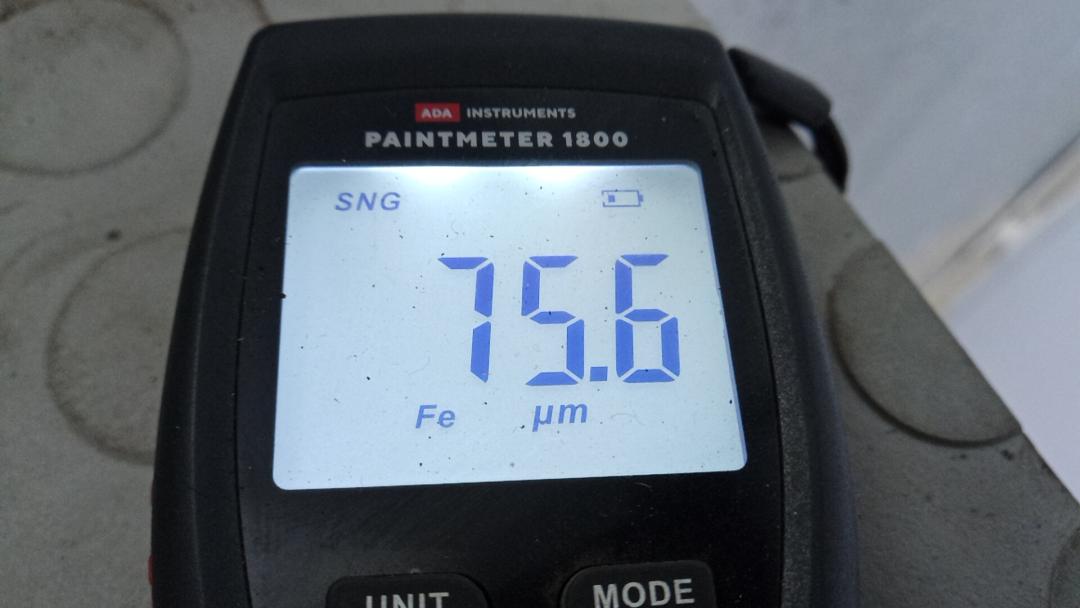 ADA INSTRUMENTS
PAINTMETER 1800
SNG
75.6
Fe µm
UNIT MODE